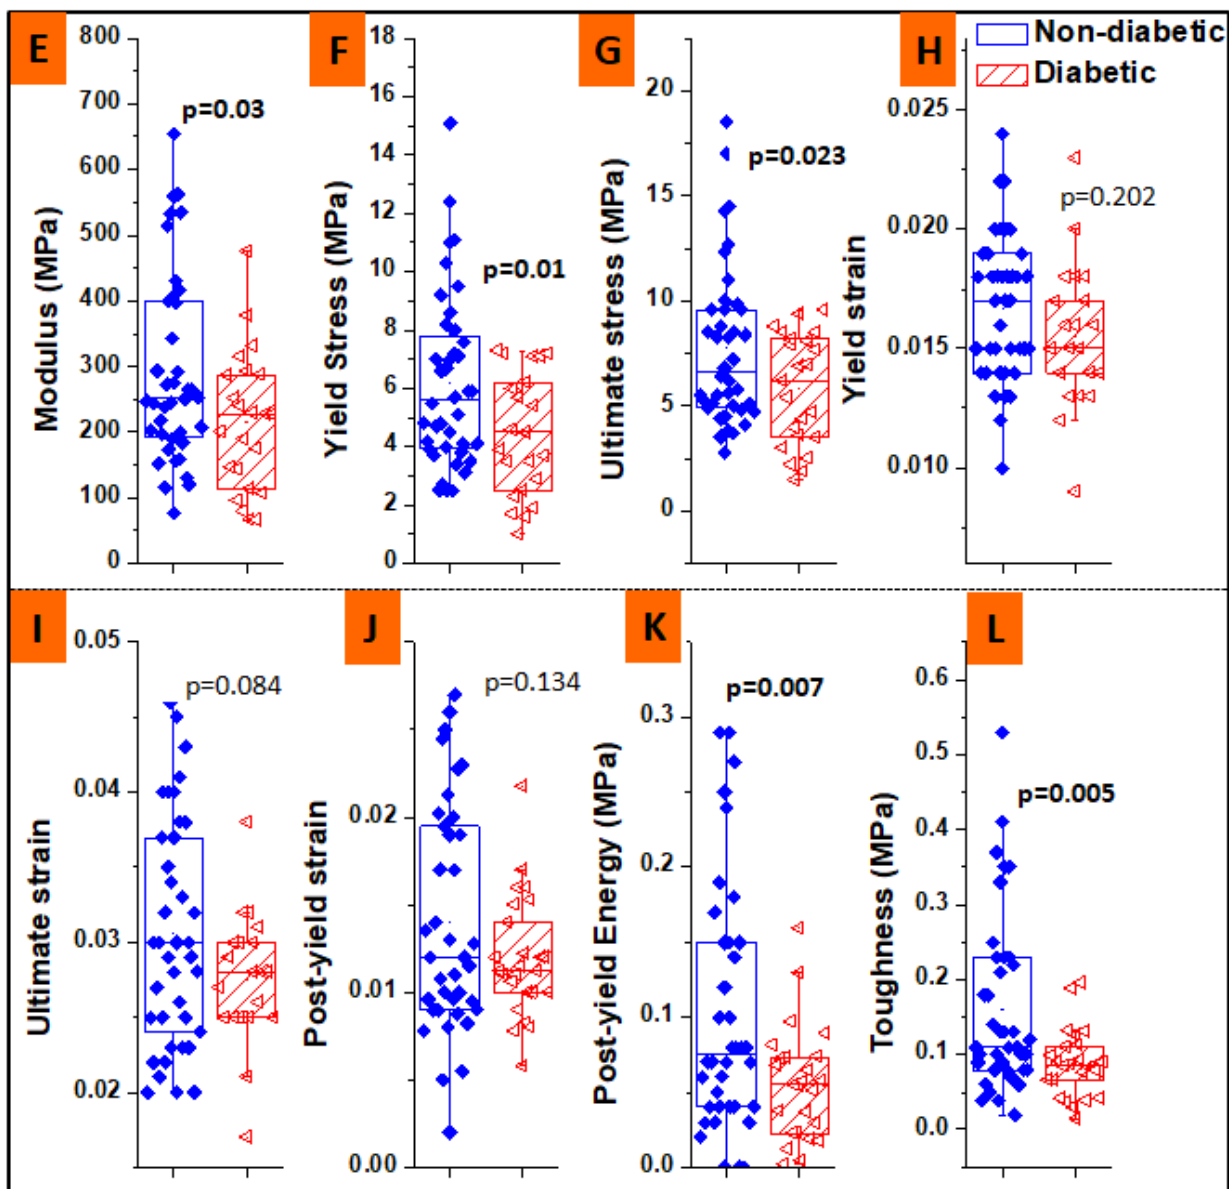 E
F
G
H
Non-diabetic
Diabetic
Modulus (MPa)
800
700
600
500
400
300
200
100
0
p=0.03
Yield Stress (MPa)
18
16
14
12
10
8
6
4
2
0
p=0.01
Ultimate stress (MPa)
20
15
10
5
0
p=0.023
Yield strain
0.025
0.020
0.015
0.010
p=0.202
I
J
K
L
Ultimate strain
0.05
0.04
0.03
0.02
p=0.084
Post-yield strain
0.02
0.01
0.00
p=0.134
Post-yield Energy (MPa)
0.3
0.2
0.1
0.0
p=0.007
Toughness (MPa)
0.6
0.5
0.4
0.3
0.2
0.1
0.0
p=0.005